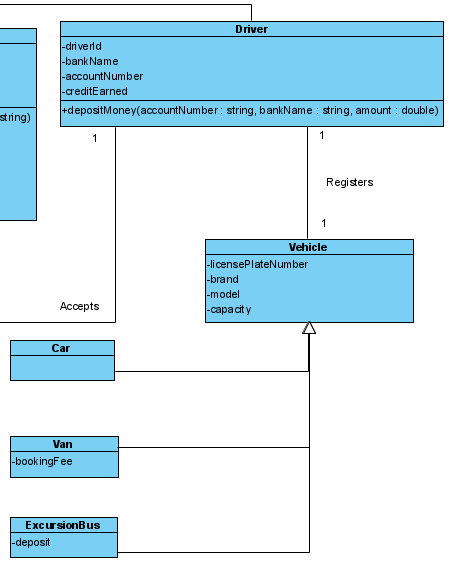 Driver
-driverId
-bankName
-accountNumber
-creditEarned
+depositMoney(accountNumber : string, bankName : string, amount : double)
string)
1
1
Registers
1
Vehicle
-licensePlateNumber
-brand
-model
-capacity
Accepts
Car
Van
-bookingFee
ExcursionBus
-deposit